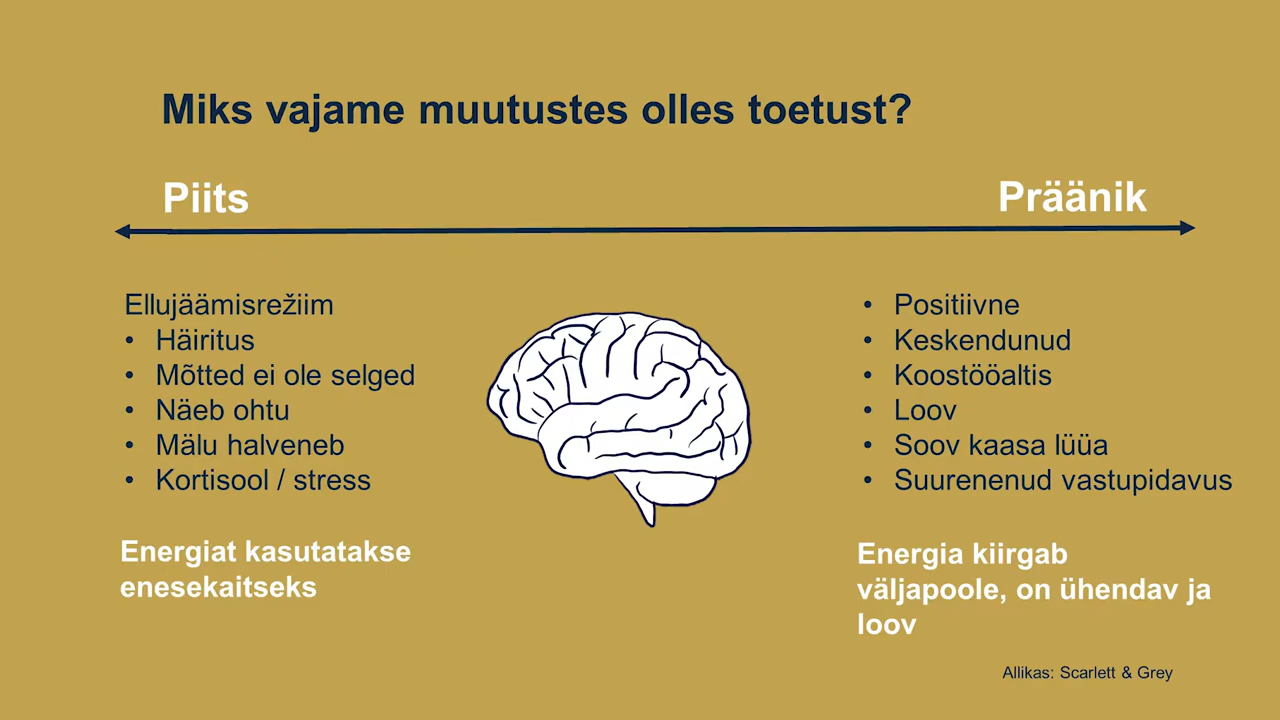 Miks vajame muutustes olles toetust?
Piits
Präänik
Ellujäämisrežiim
• Häiritus
• Mõtted ei ole selged
• Näeb ohtu
• Mälu halveneb
• Kortisool / stress
Energiat kasutatakse
enesekaitseks
• Positiivne
• Keskendunud
• Koostööaltis
• Loov
• Soov kaasa lüüa
• Suurenenud vastupidavus
Energia kiirgab
väljapoole, on ühendav ja
loov
Allikas: Scarlett & Grey